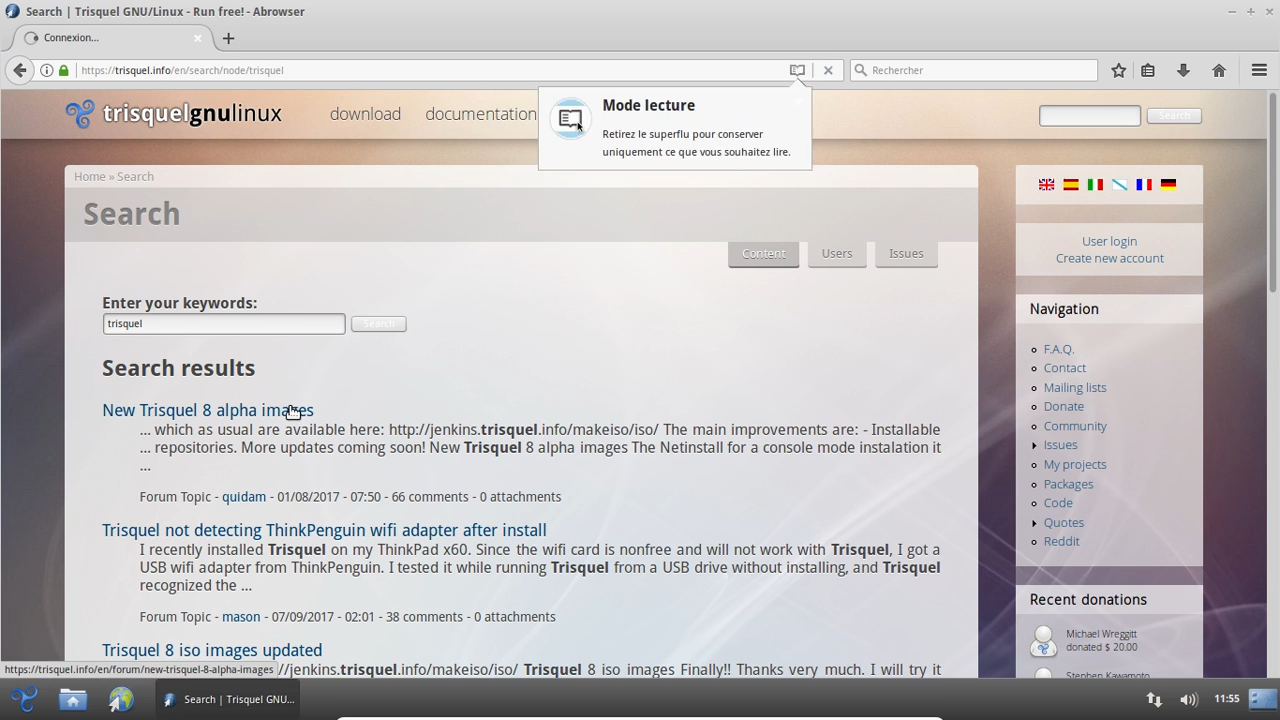 Search | Trisquel GNU/Linux - Run free! - Abrowser
Connexion...
https://trisquel.info/en/search/node/trisquel
Rechercher
Mode lecture
Retirez le superflu pour conserver
uniquement ce que vous souhaitez lire.
trisquelgnulinux
download
documentation
Search
Home » Search
Search
Content
Users
Issues
Enter your keywords:
trisquel
Search
Search results
New Trisquel 8 alpha images
... which as usual are available here: http://jenkins.trisquel.info/makeiso/iso/ The main improvements are: - Installable
... repositories. More updates coming soon! New Trisquel 8 alpha images The Netinstall for a console mode instalation it
...
Forum Topic - quidam - 01/08/2017 - 07:50 - 66 comments - 0 attachments
Trisquel not detecting ThinkPenguin wifi adapter after install
I recently installed Trisquel on my ThinkPad x60. Since the wifi card is nonfree and will not work with Trisquel, I got a
USB wifi adapter from ThinkPenguin. I tested it while running Trisquel from a USB drive without installing, and Trisquel
recognized the ...
Forum Topic - mason - 07/09/2017 - 02:01 - 38 comments - 0 attachments
Trisquel 8 iso images updated
//jenkins.trisquel.info/makeiso/iso/ Trisquel 8 iso images Finally!! Thanks very much. I will try it
https://trisquel.info/en/forum/new-trisquel-8-alpha-images
User login
Create new account
Navigation
F.A.Q.
Contact
Mailing lists
Donate
Community
Issues
My projects
Packages
Code
Quotes
Reddit
Recent donations
Michael Wreggitt
donated $ 20.00
Stephen Kawamoto
Search | Trisquel GNU...
11:55